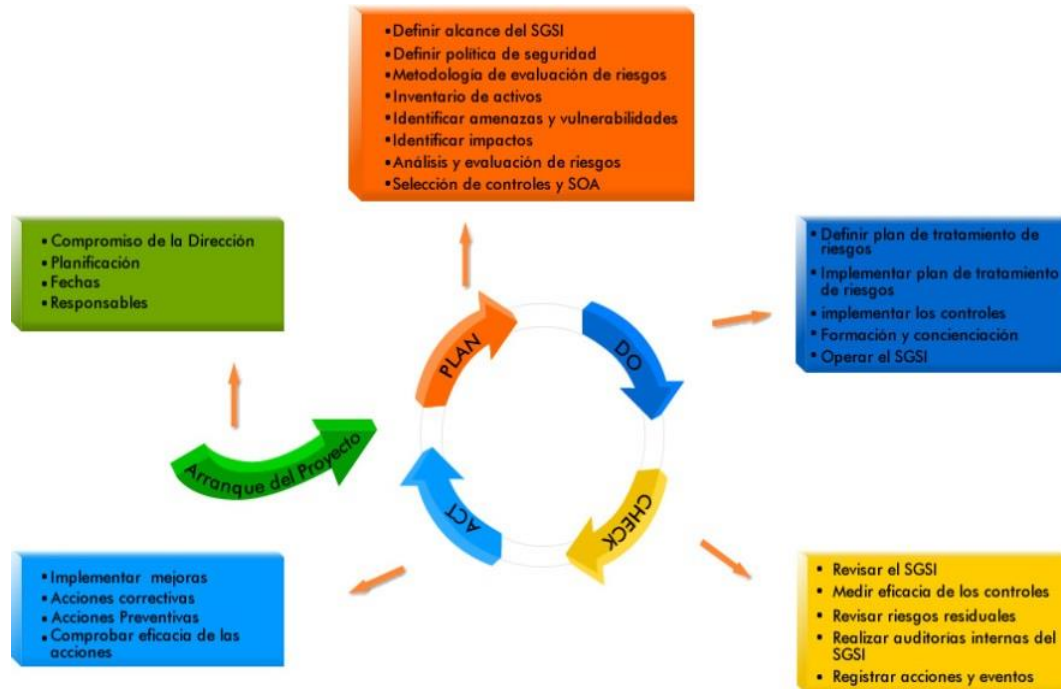 ▪Definir alcance del SGSI
▪Definir política de seguridad
▪Metodología de evaluación de riesgos
▪Inventario de activos
▪Identificar amenazas y vulnerabilidades
▪Identificar impactos
▪Análisis y evaluación de riesgos
▪Selección de controles y SOA
▪Compromiso de la Dirección
▪Planificación
▪Fechas
▪Responsables
▪Definir plan de tratamiento de
riesgos
▪Implementar plan de tratamiento
de riesgos
▪implementar los controles
▪Formación y concienciación
▪Operar el SGSI
PLAN
DO
Arranque del Proyecto
ACT
CHECK
▪Implementar mejoras
▪Acciones correctivas
▪Acciones Preventivas
▪Comprobar eficacia de las
acciones
▪ Revisar el SGSI
▪ Medir eficacia de los controles
▪ Revisar riesgos residuales
▪ Realizar auditorías internas del
SGSI
▪ Registrar acciones y eventos